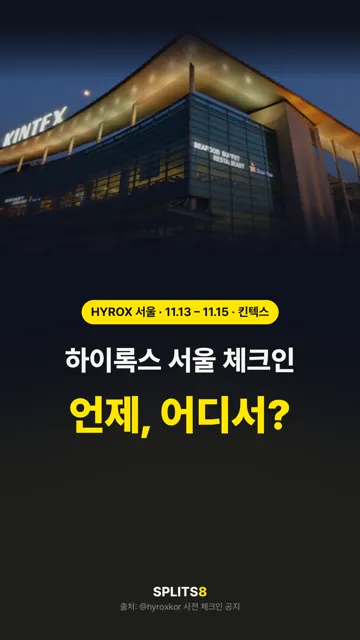 KINTEX
SEAFOOD BUFFET
RESTAURANT
HYROX 서울 · 11.13 – 11.15 · 킨텍스
하이록스 서울 체크인
언제, 어디서?
SPLITS8
출처: @hyroxkor 사전 체크인 공지